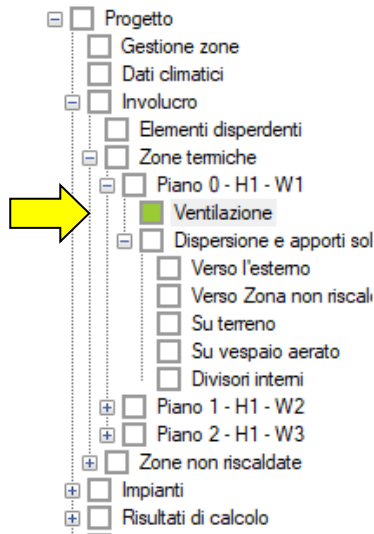 Progetto
Gestione zone
Dati climatici
Involucro
Elementi disperdenti
Zone termiche
Piano 0 - H1 - W1
Ventilazione
Dispersione e apporti sol
Verso l'esterno
Verso Zona non riscal
Su terreno
Su vespaio aerato
Divisori interni
Piano 1 - H1 - W2
Piano 2 - H1 - W3
Zone non riscaldate
Impianti
Risultati di calcolo